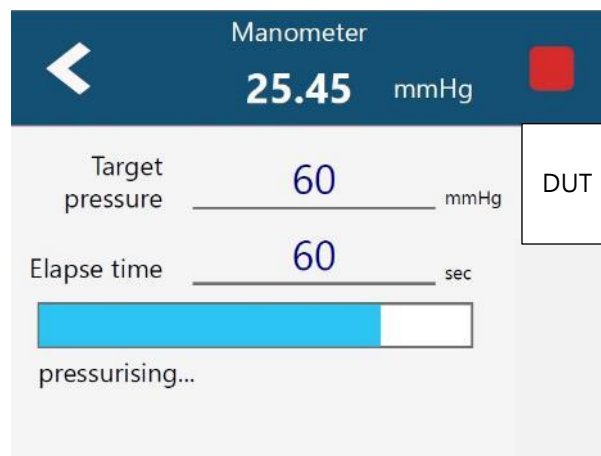 Manometer
25.45 mmHg
Target
pressure 60 mmHg
DUT
Elapse time 60 sec
pressurising...